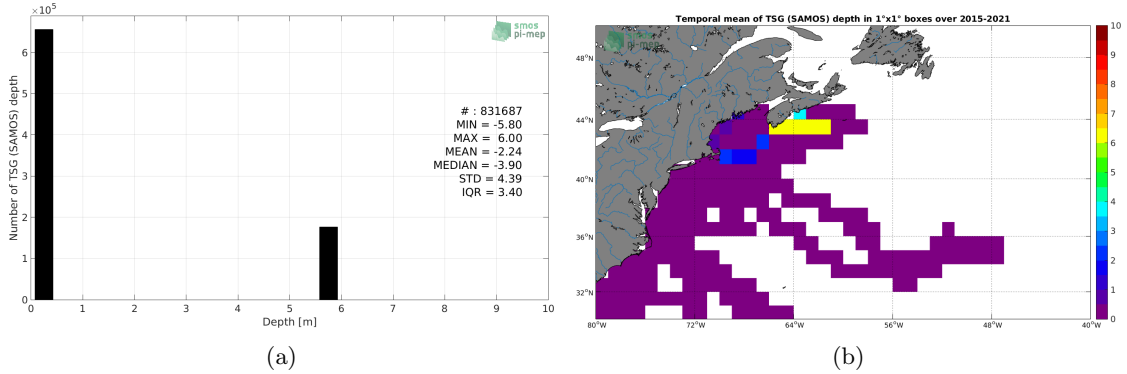 ×10⁵
smos
pi-mep
Number of TSG (SAMOS) depth
6
5
4
3
2
1
0
# : 831687
MIN = -5.80
MAX = 6.00
MEAN = -2.24
MEDIAN = -3.90
STD = 4.39
IQR = 3.40
0 1 2 3 4 5 6 7 8 9 10
Depth [m]
(a)
Temporal mean of TSG (SAMOS) depth in 1°x1° boxes over 2015-2021
smos
pi-mep
48°N
44°N
40°N
36°N
32°N
80°W 72°W 64°W 56°W 48°W 40°W
10
9
8
7
6
5
4
3
2
1
0
(b)